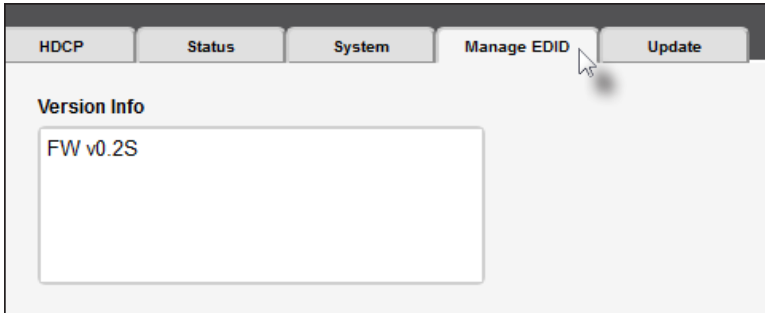 HDCP Status System Manage EDID Update
Version Info
FW v0.2S